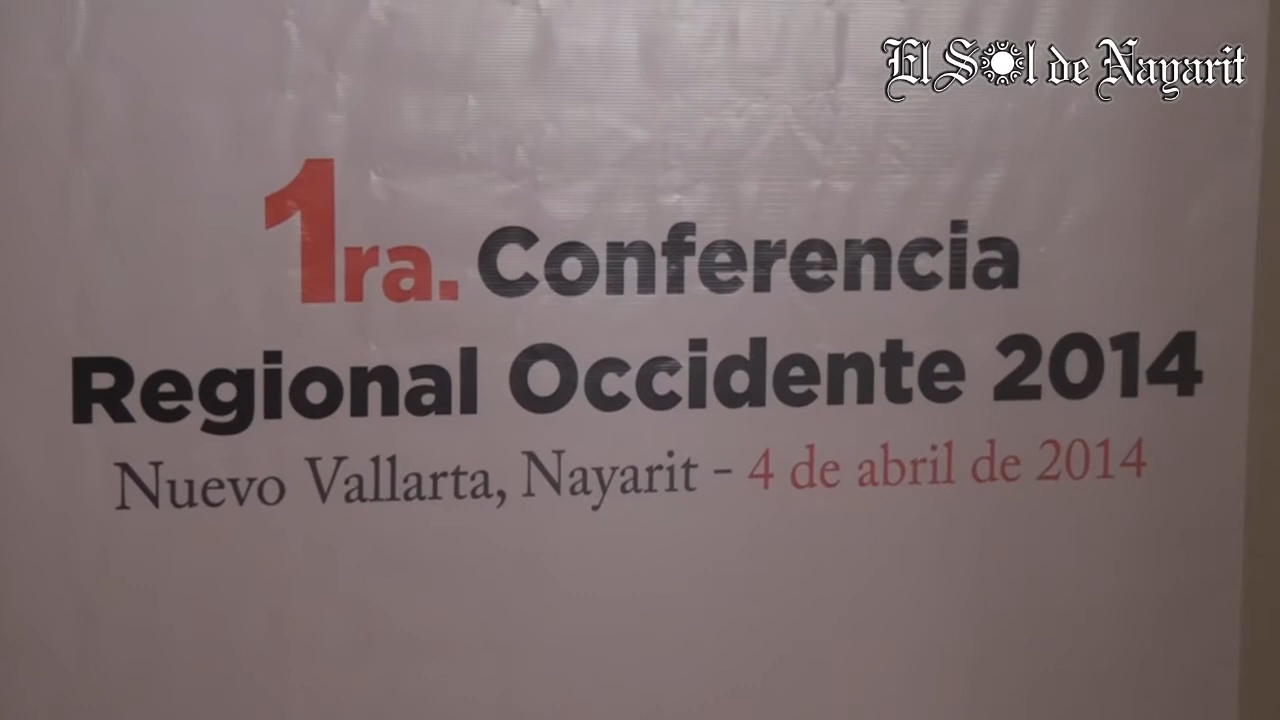 El Sol de Nayarit
1ra. Conferencia
Regional Occidente 2014
Nuevo Vallarta, Nayarit - 4 de abril de 2014